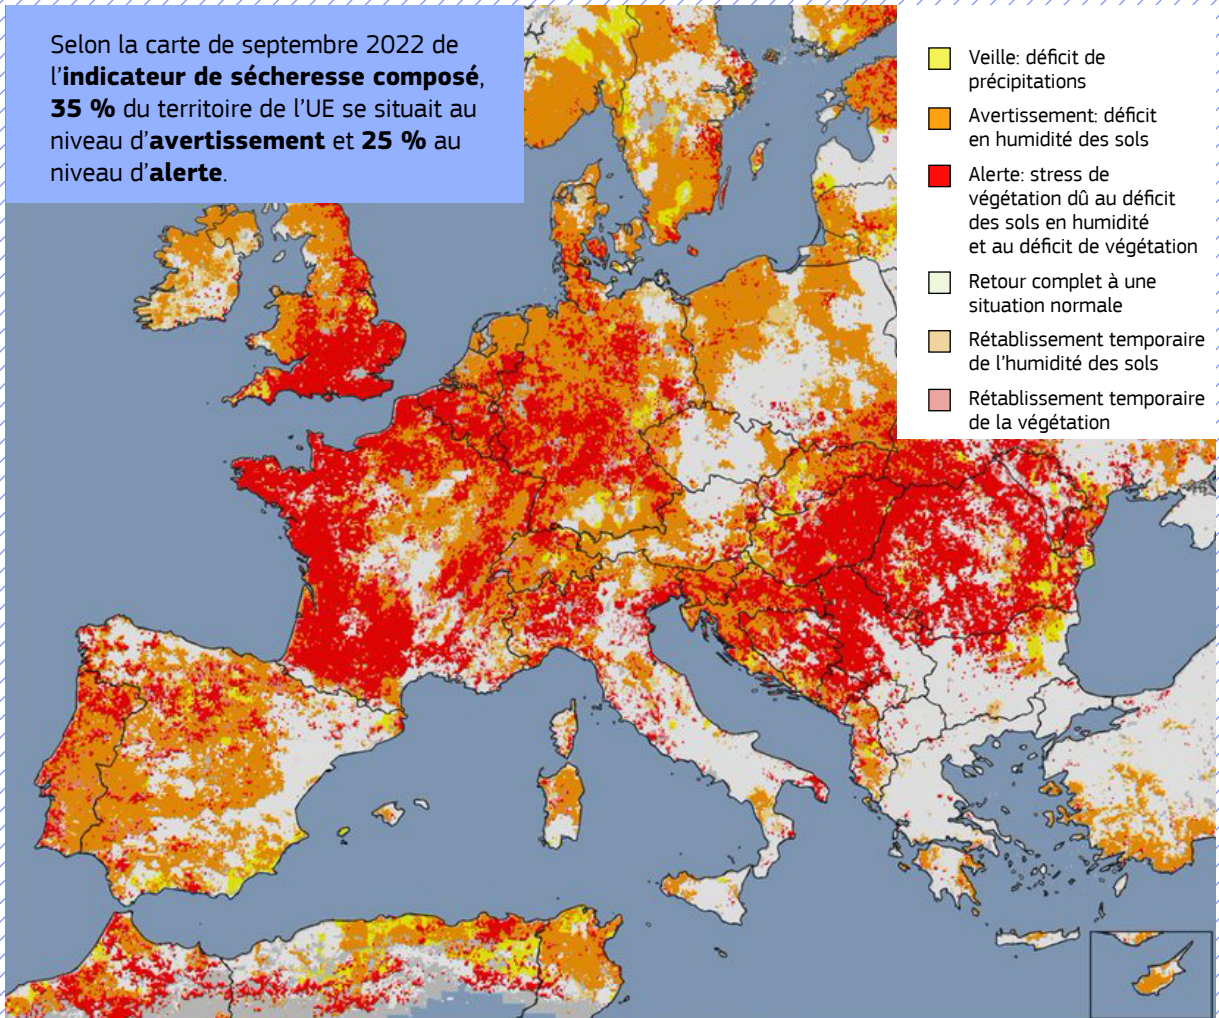 Selon la carte de septembre 2022 de
l’indicateur de sécheresse composé,
35 % du territoire de l’UE se situait au
niveau d’avertissement et 25 % au
niveau d’alerte.
Veille: déficit de
précipitations
Avertissement: déficit
en humidité des sols
Alerte: stress de
végétation dû au déficit
des sols en humidité
et au déficit de végétation
Retour complet à une
situation normale
Rétablissement temporaire
de l’humidité des sols
Rétablissement temporaire
de la végétation